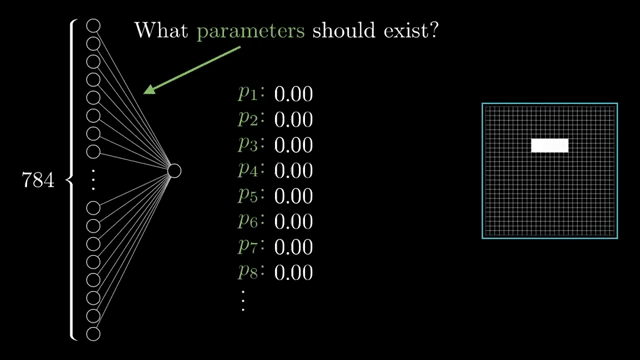 What parameters should exist?
784
p₁: 0.00
p₂: 0.00
p₃: 0.00
p₄: 0.00
p₅: 0.00
p₆: 0.00
p₇: 0.00
p₈: 0.00
⋮